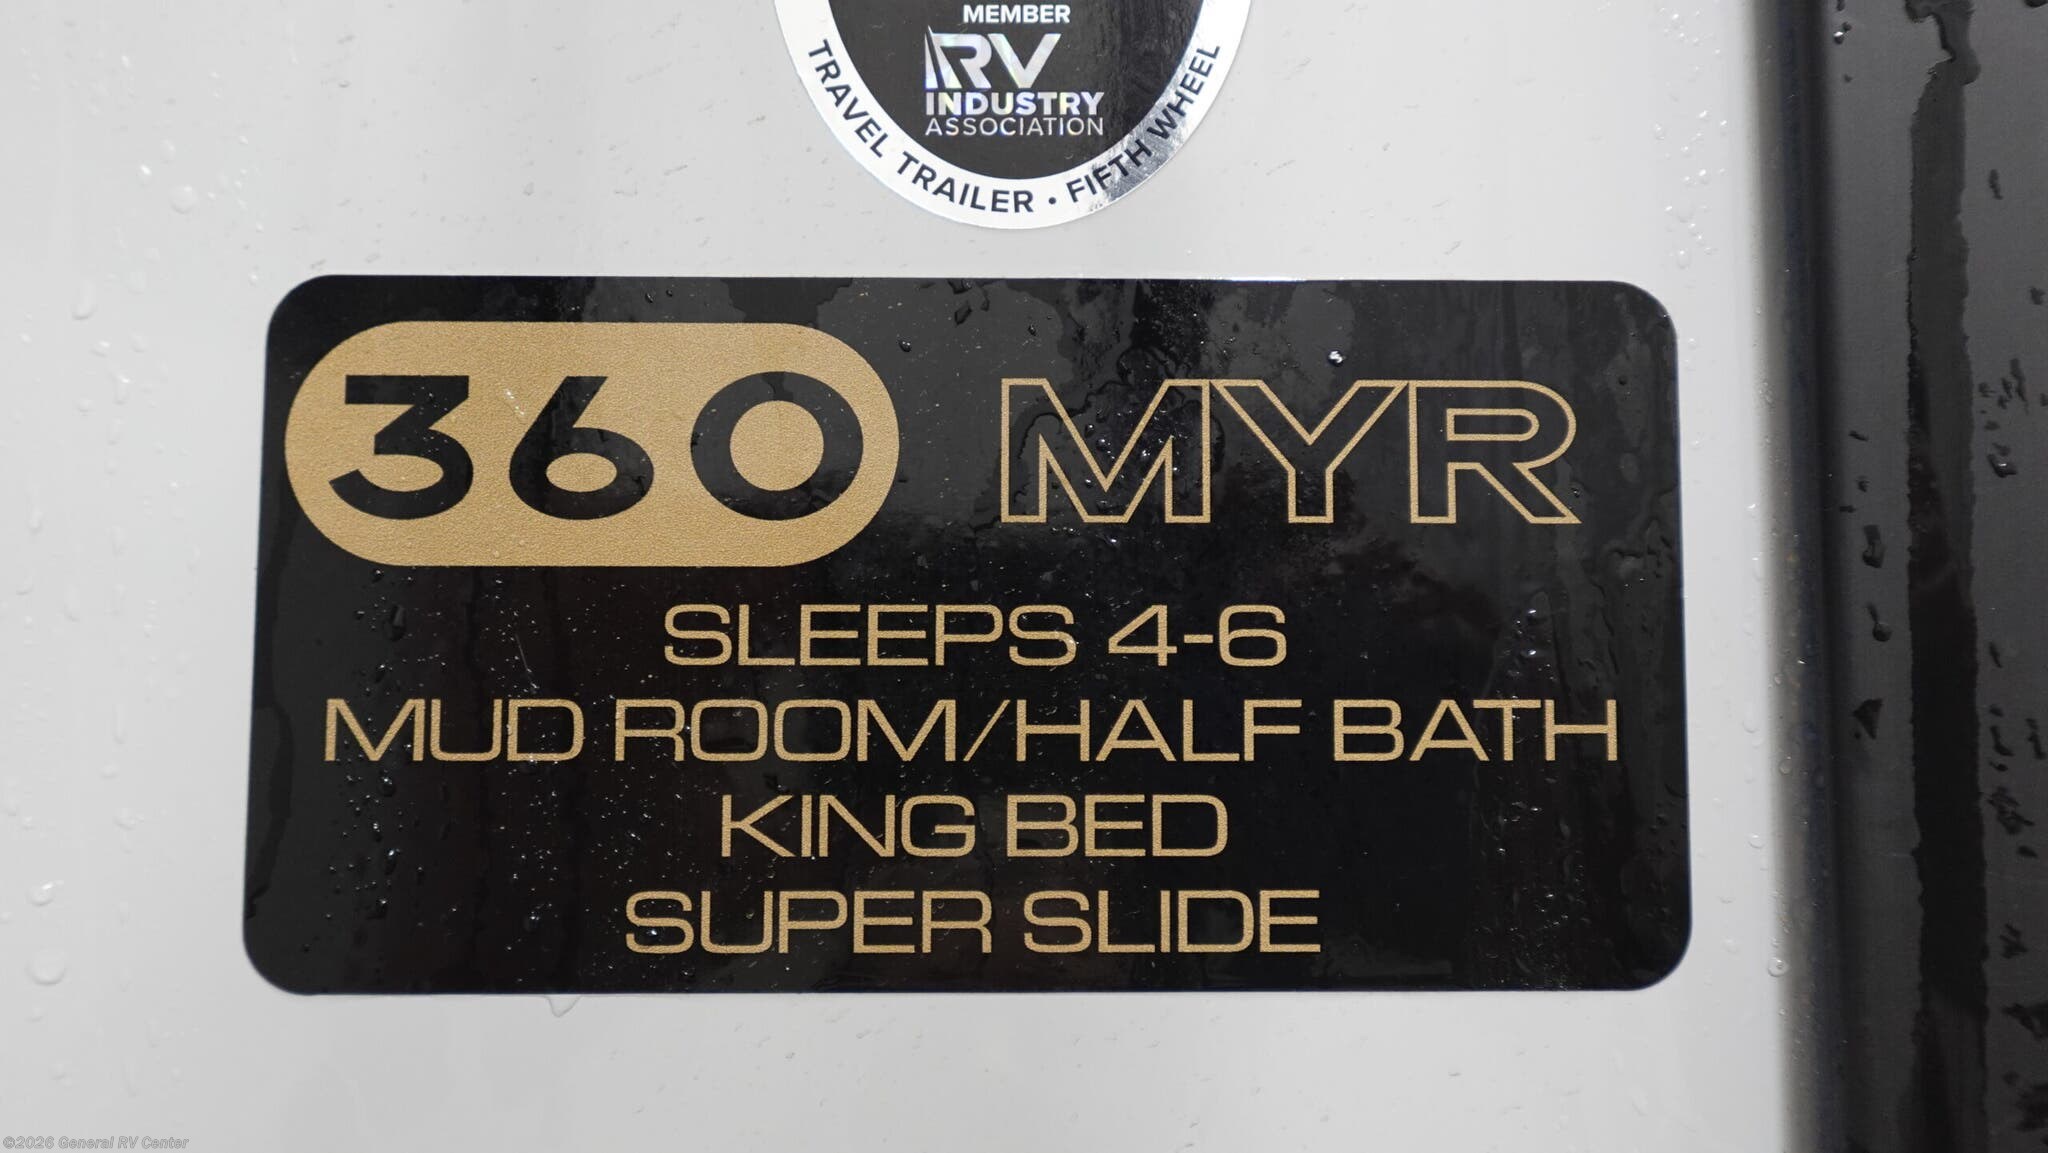 MEMBER
RV
INDUSTRY
ASSOCIATION
TRAVEL TRAILER • FIFTH WHEEL
360 MYR
SLEEPS 4-6
MUD ROOM/HALF BATH
KING BED
SUPER SLIDE
©2026 General RV Center